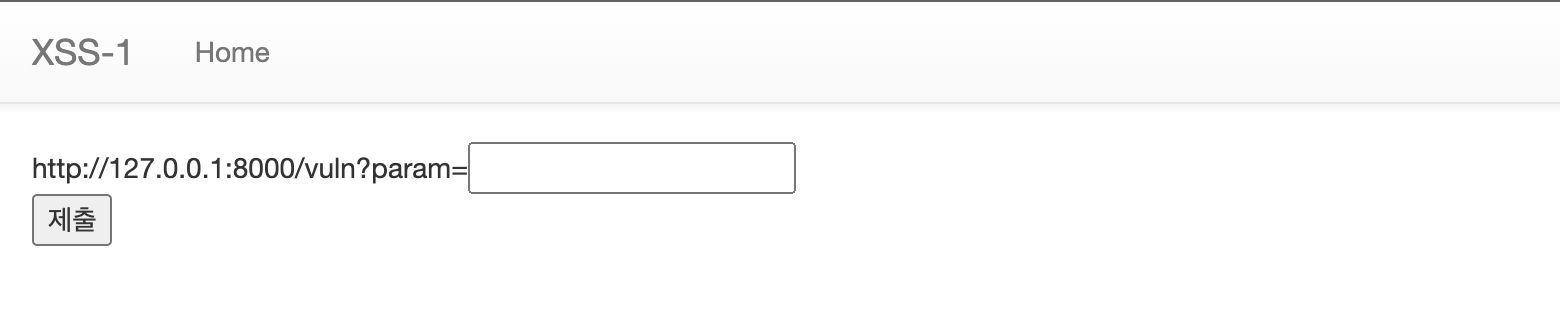 XSS-1 Home
http://127.0.0.1:8000/vuln?param=
제출